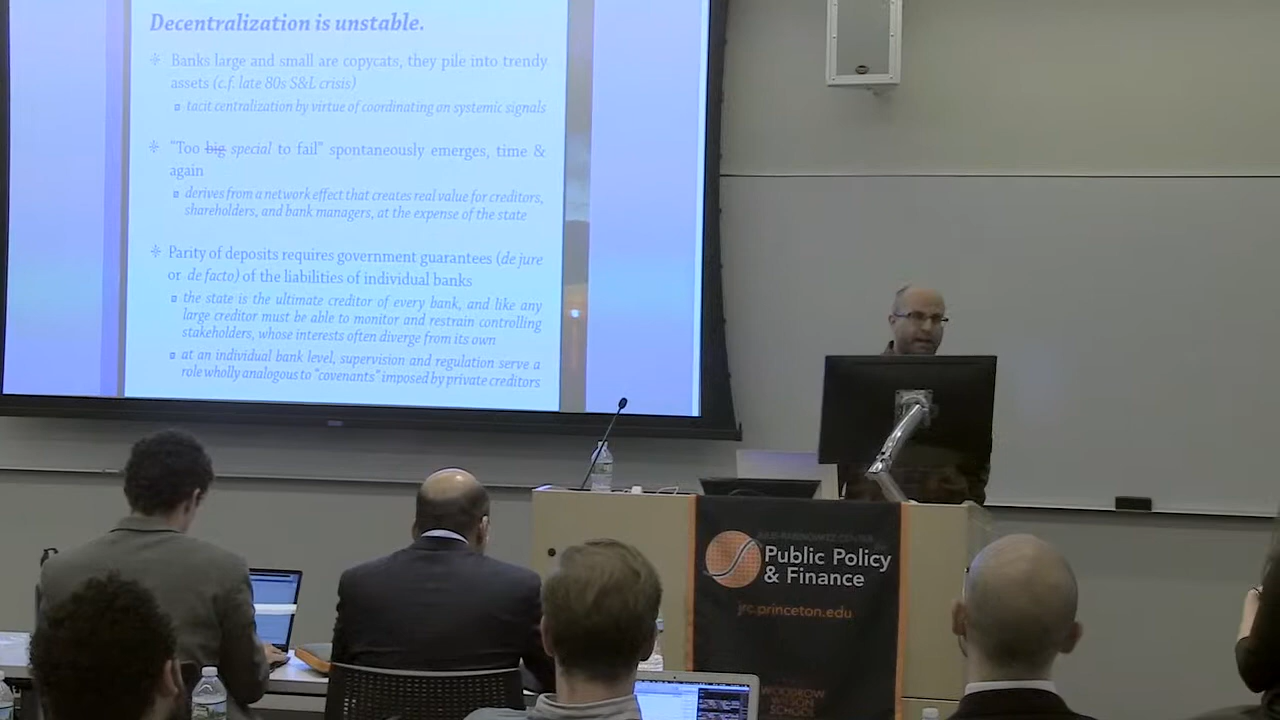 Decentralization is unstable.
Banks large and small are copycats, they pile into trendy
assets (c.f. late 80s S&L crisis)
tacit centralization by virtue of coordinating on systemic signals
"Too big special to fail" spontaneously emerges, time &
again
derives from a network effect that creates real value for creditors,
shareholders, and bank managers, at the expense of the state
Parity of deposits requires government guarantees (de jure
or de facto) of the liabilities of individual banks
the state is the ultimate creditor of every bank, and like any
large creditor must be able to monitor and restrain controlling
stakeholders, whose interests often diverge from its own
at an individual bank level, supervision and regulation serve a
role wholly analogous to "covenants" imposed by private creditors
Public Policy
& Finance
jrc.princeton.edu